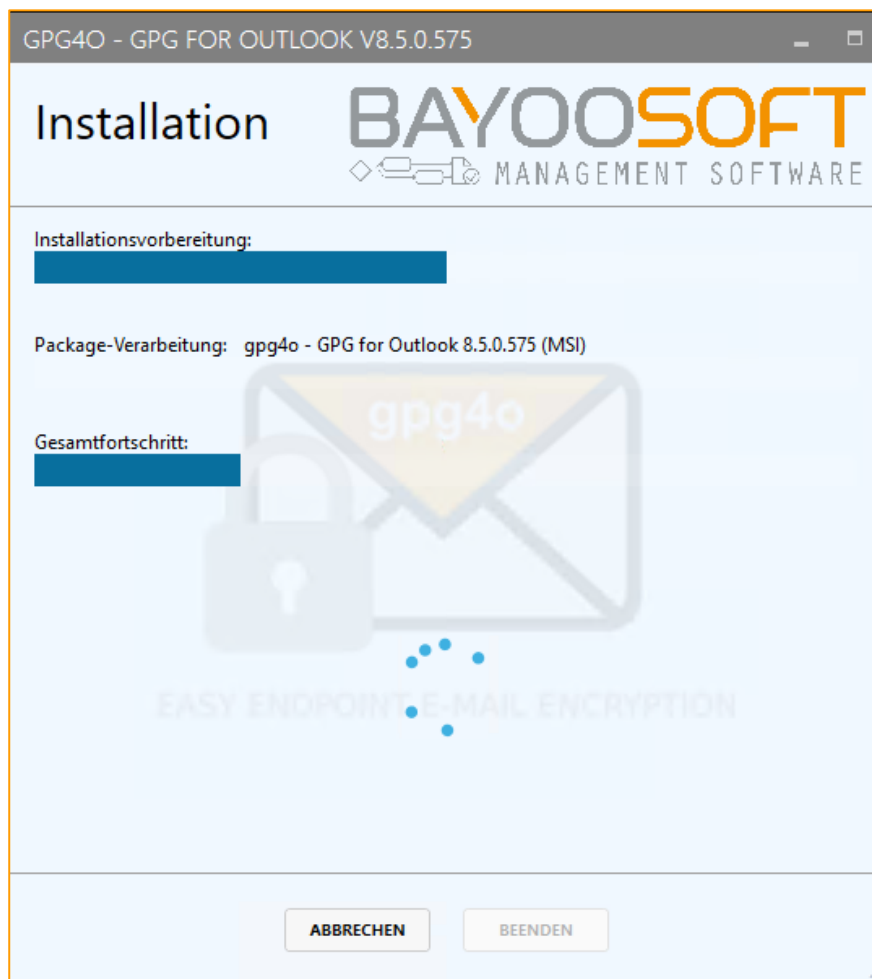 GPG4O - GPG FOR OUTLOOK V8.5.0.575
Installation
BAYOOSOFT
MANAGEMENT SOFTWARE
Installationsvorbereitung:
Package-Verarbeitung: gpg4o - GPG for Outlook 8.5.0.575 (MSI)
gpg4o
Gesamtfortschritt:
EASY ENDPOINT E-MAIL ENCRYPTION
ABBRECHEN BEENDEN